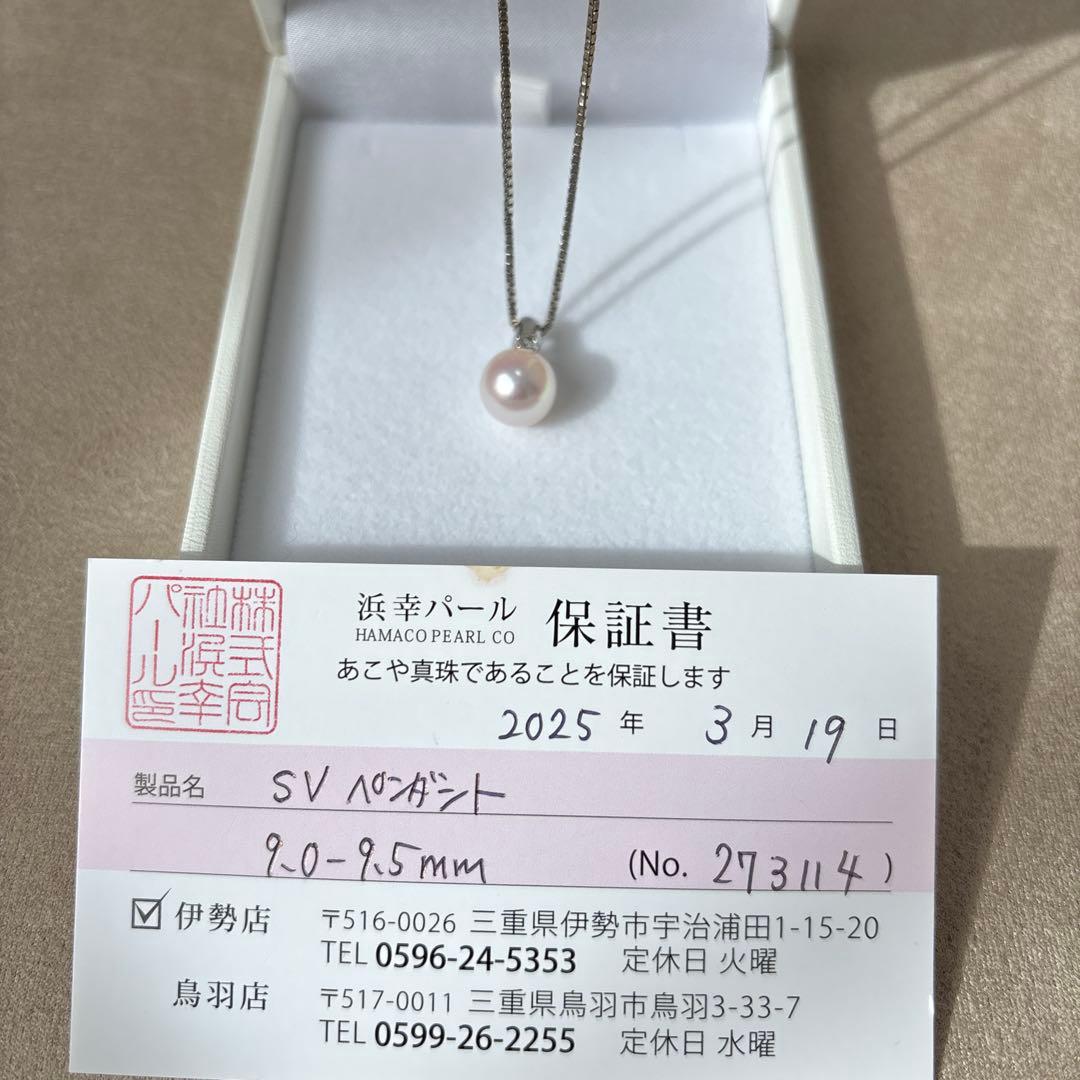 株式会
社浜幸
パール印
浜幸パール 保証書
HAMACO PEARL CO
あこや真珠であることを保証します
2025 年 3 月 19 日
製品名 SV ペンダント
9.0-9.5mm (No. 273114)
☑ 伊勢店 〒516-0026 三重県伊勢市宇治浦田1-15-20
TEL 0596-24-5353 定休日 火曜
鳥羽店 〒517-0011 三重県鳥羽市鳥羽3-33-7
TEL 0599-26-2255 定休日 水曜